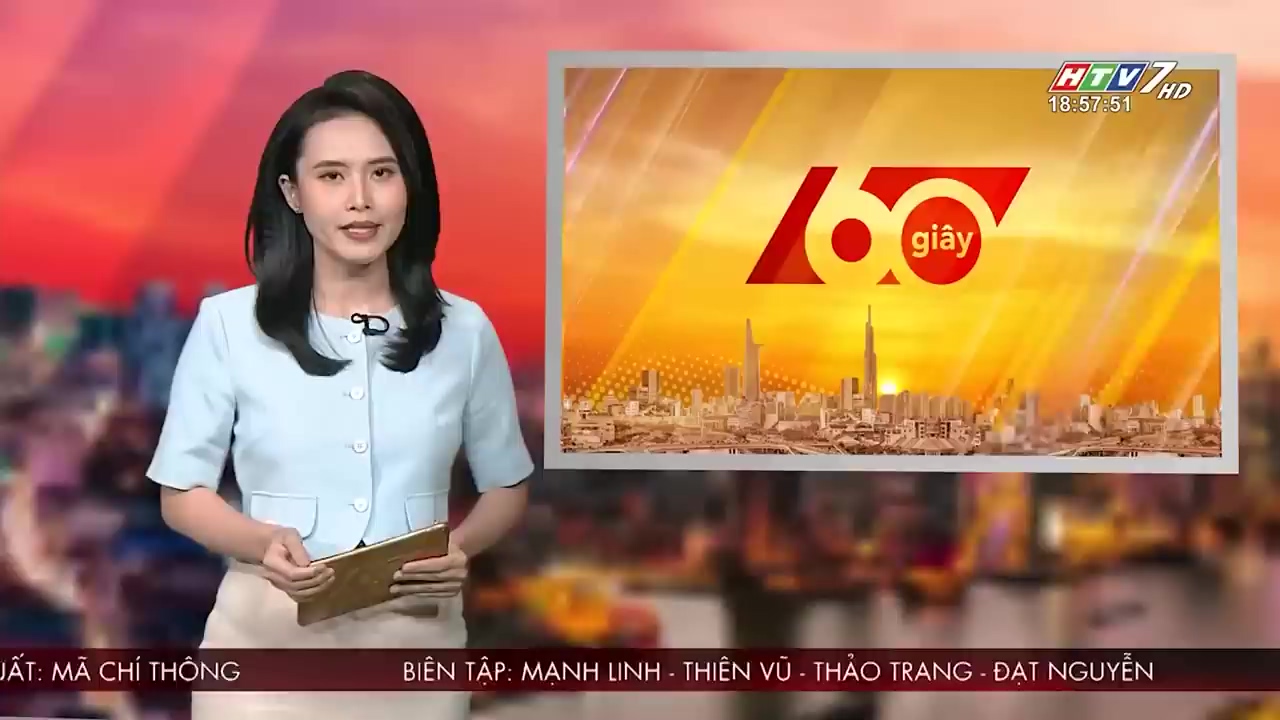 HTV7 HD
18:57:51
60 giây
UẤT: MÃ CHÍ THÔNG BIÊN TẬP: MẠNH LINH - THIÊN VŨ - THẢO TRANG - ĐẠT NGUYỄN